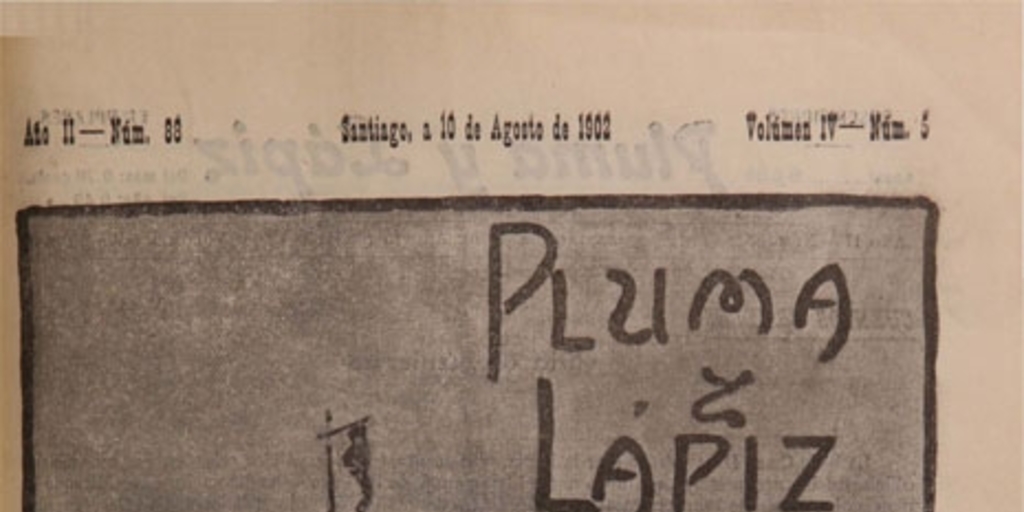 Año II — Núm. 88 Santiago, a 10 de Agosto de 1902 Volúmen IV — Núm. 5
PLUMA
Y
LÁPIZ